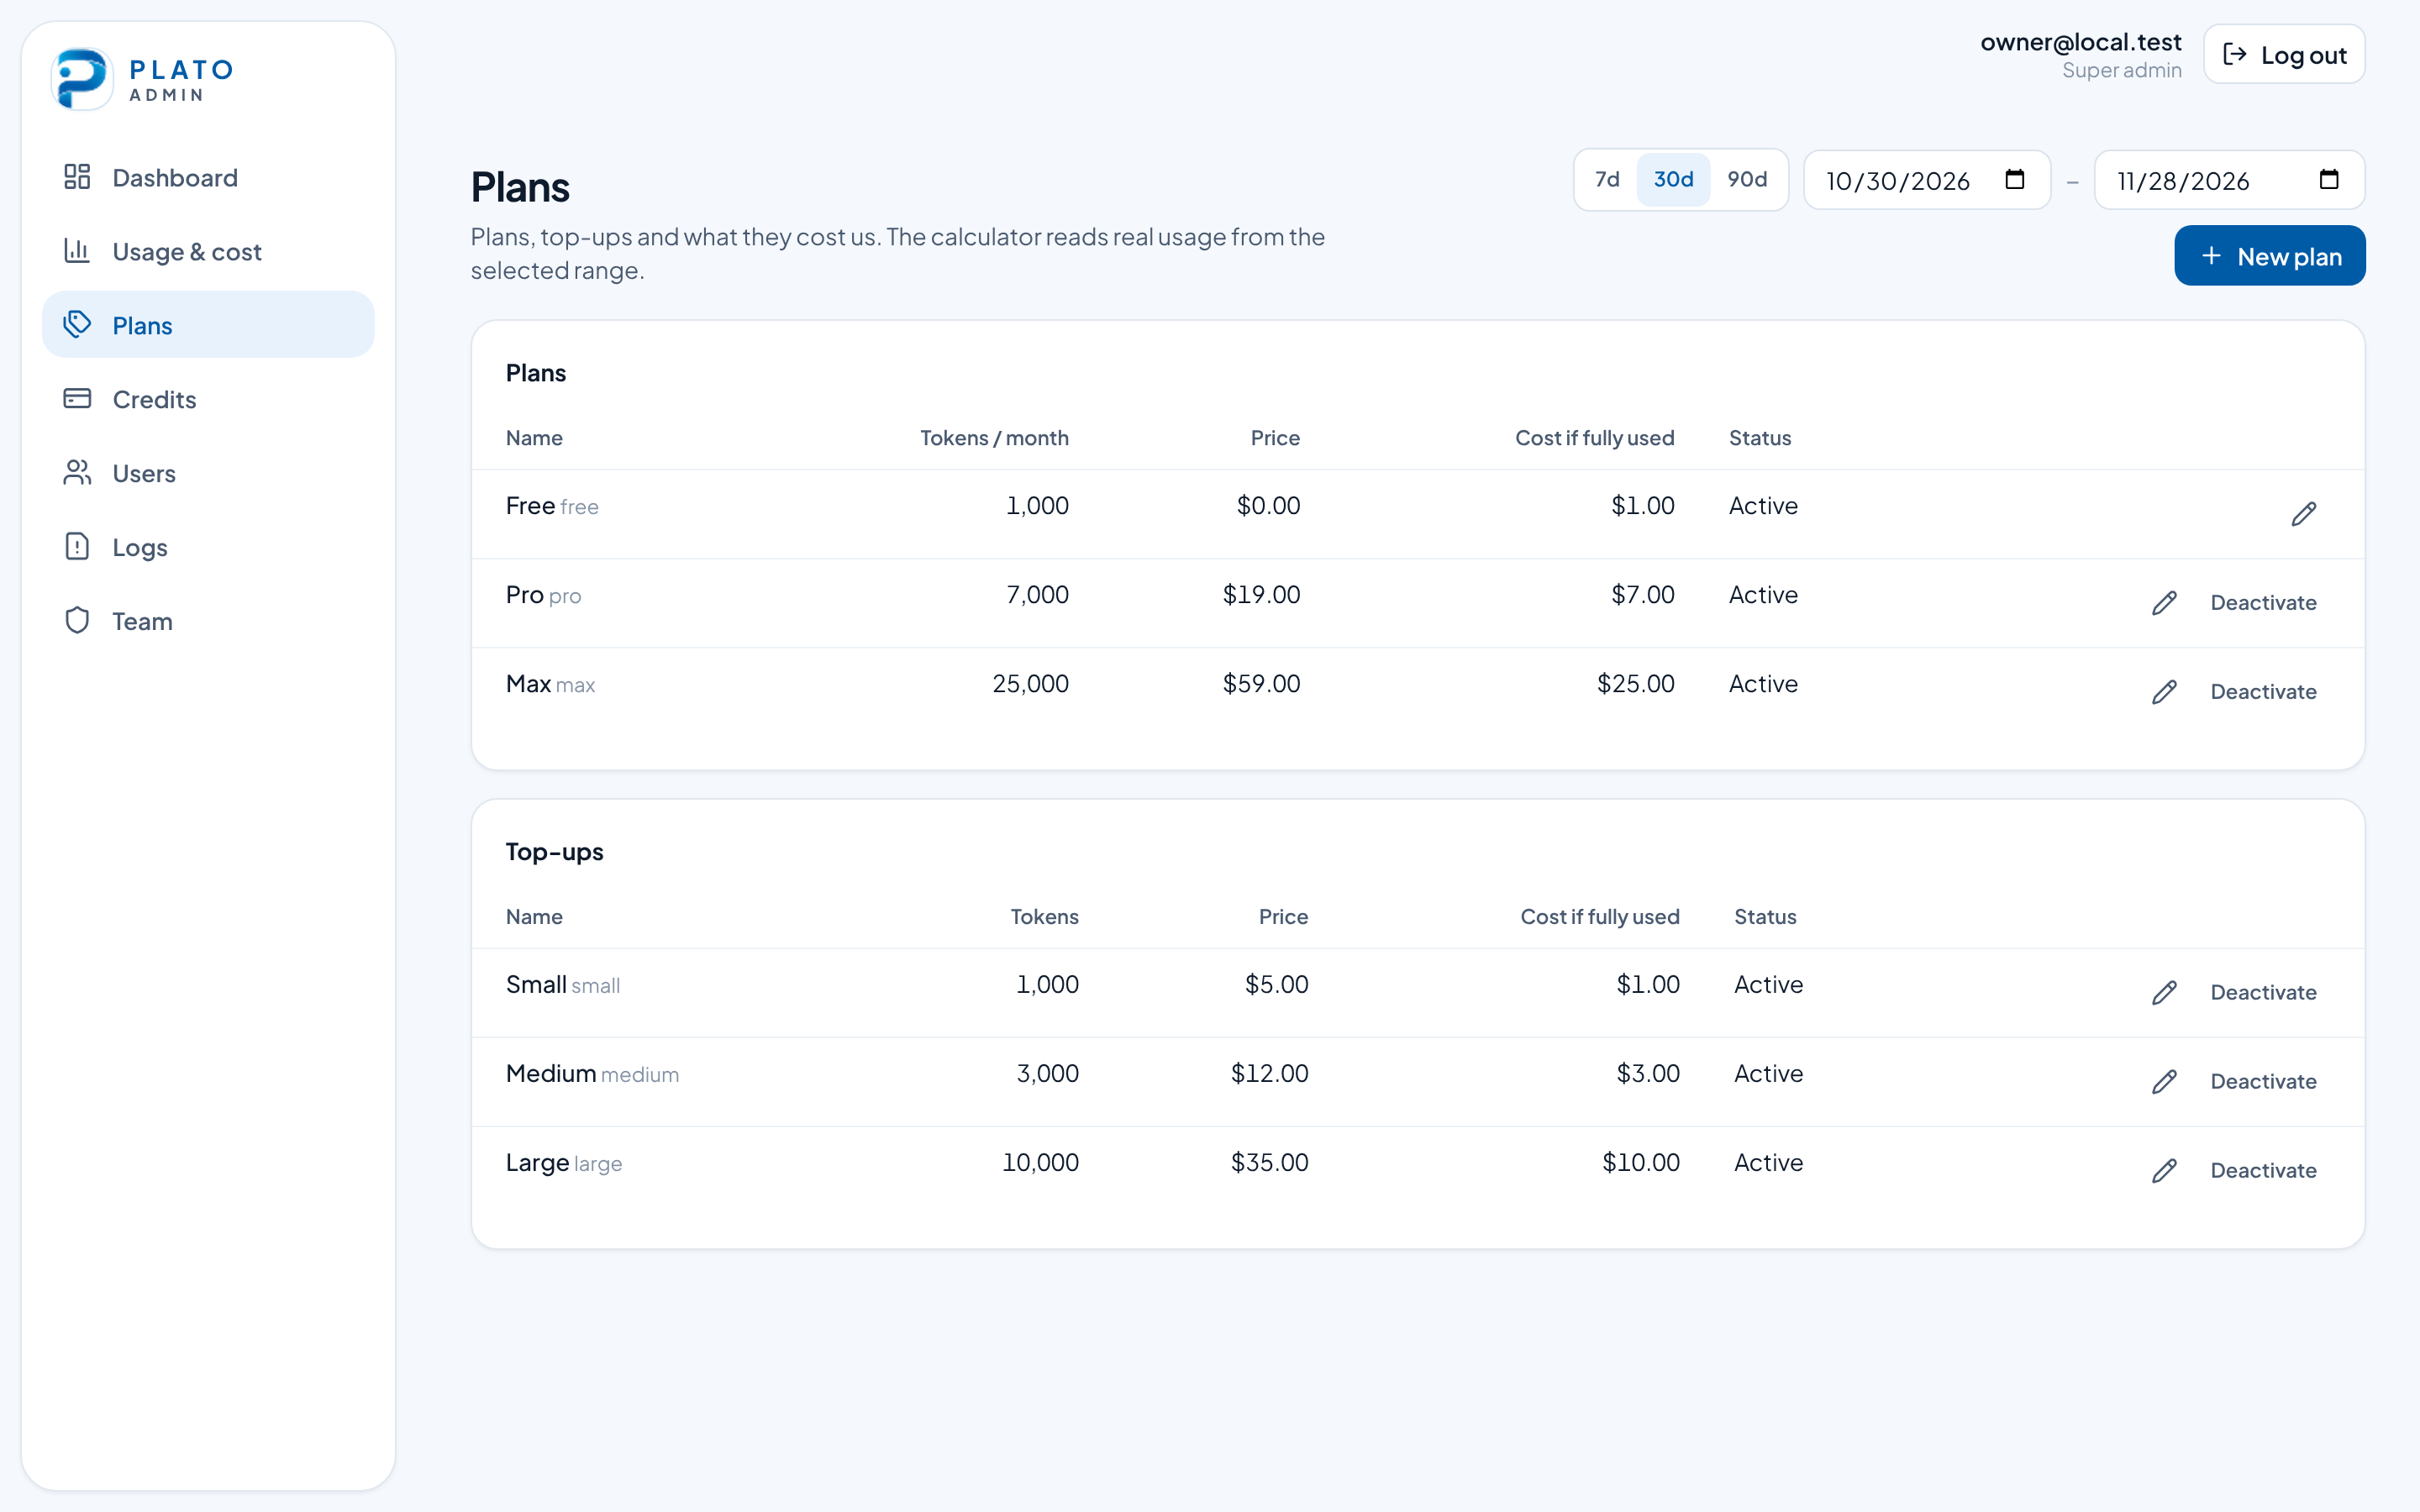 PLATO
ADMIN
Dashboard
Usage & cost
Plans
Credits
Users
Logs
Team
owner@local.test
Super admin
Log out
Plans
Plans, top-ups and what they cost us. The calculator reads real usage from the
selected range.
7d 30d 90d 10/30/2026 – 11/28/2026
+ New plan
Plans
Name Tokens / month Price Cost if fully used Status
Free free 1,000 $0.00 $1.00 Active
Pro pro 7,000 $19.00 $7.00 Active Deactivate
Max max 25,000 $59.00 $25.00 Active Deactivate
Top-ups
Name Tokens Price Cost if fully used Status
Small small 1,000 $5.00 $1.00 Active Deactivate
Medium medium 3,000 $12.00 $3.00 Active Deactivate
Large large 10,000 $35.00 $10.00 Active Deactivate